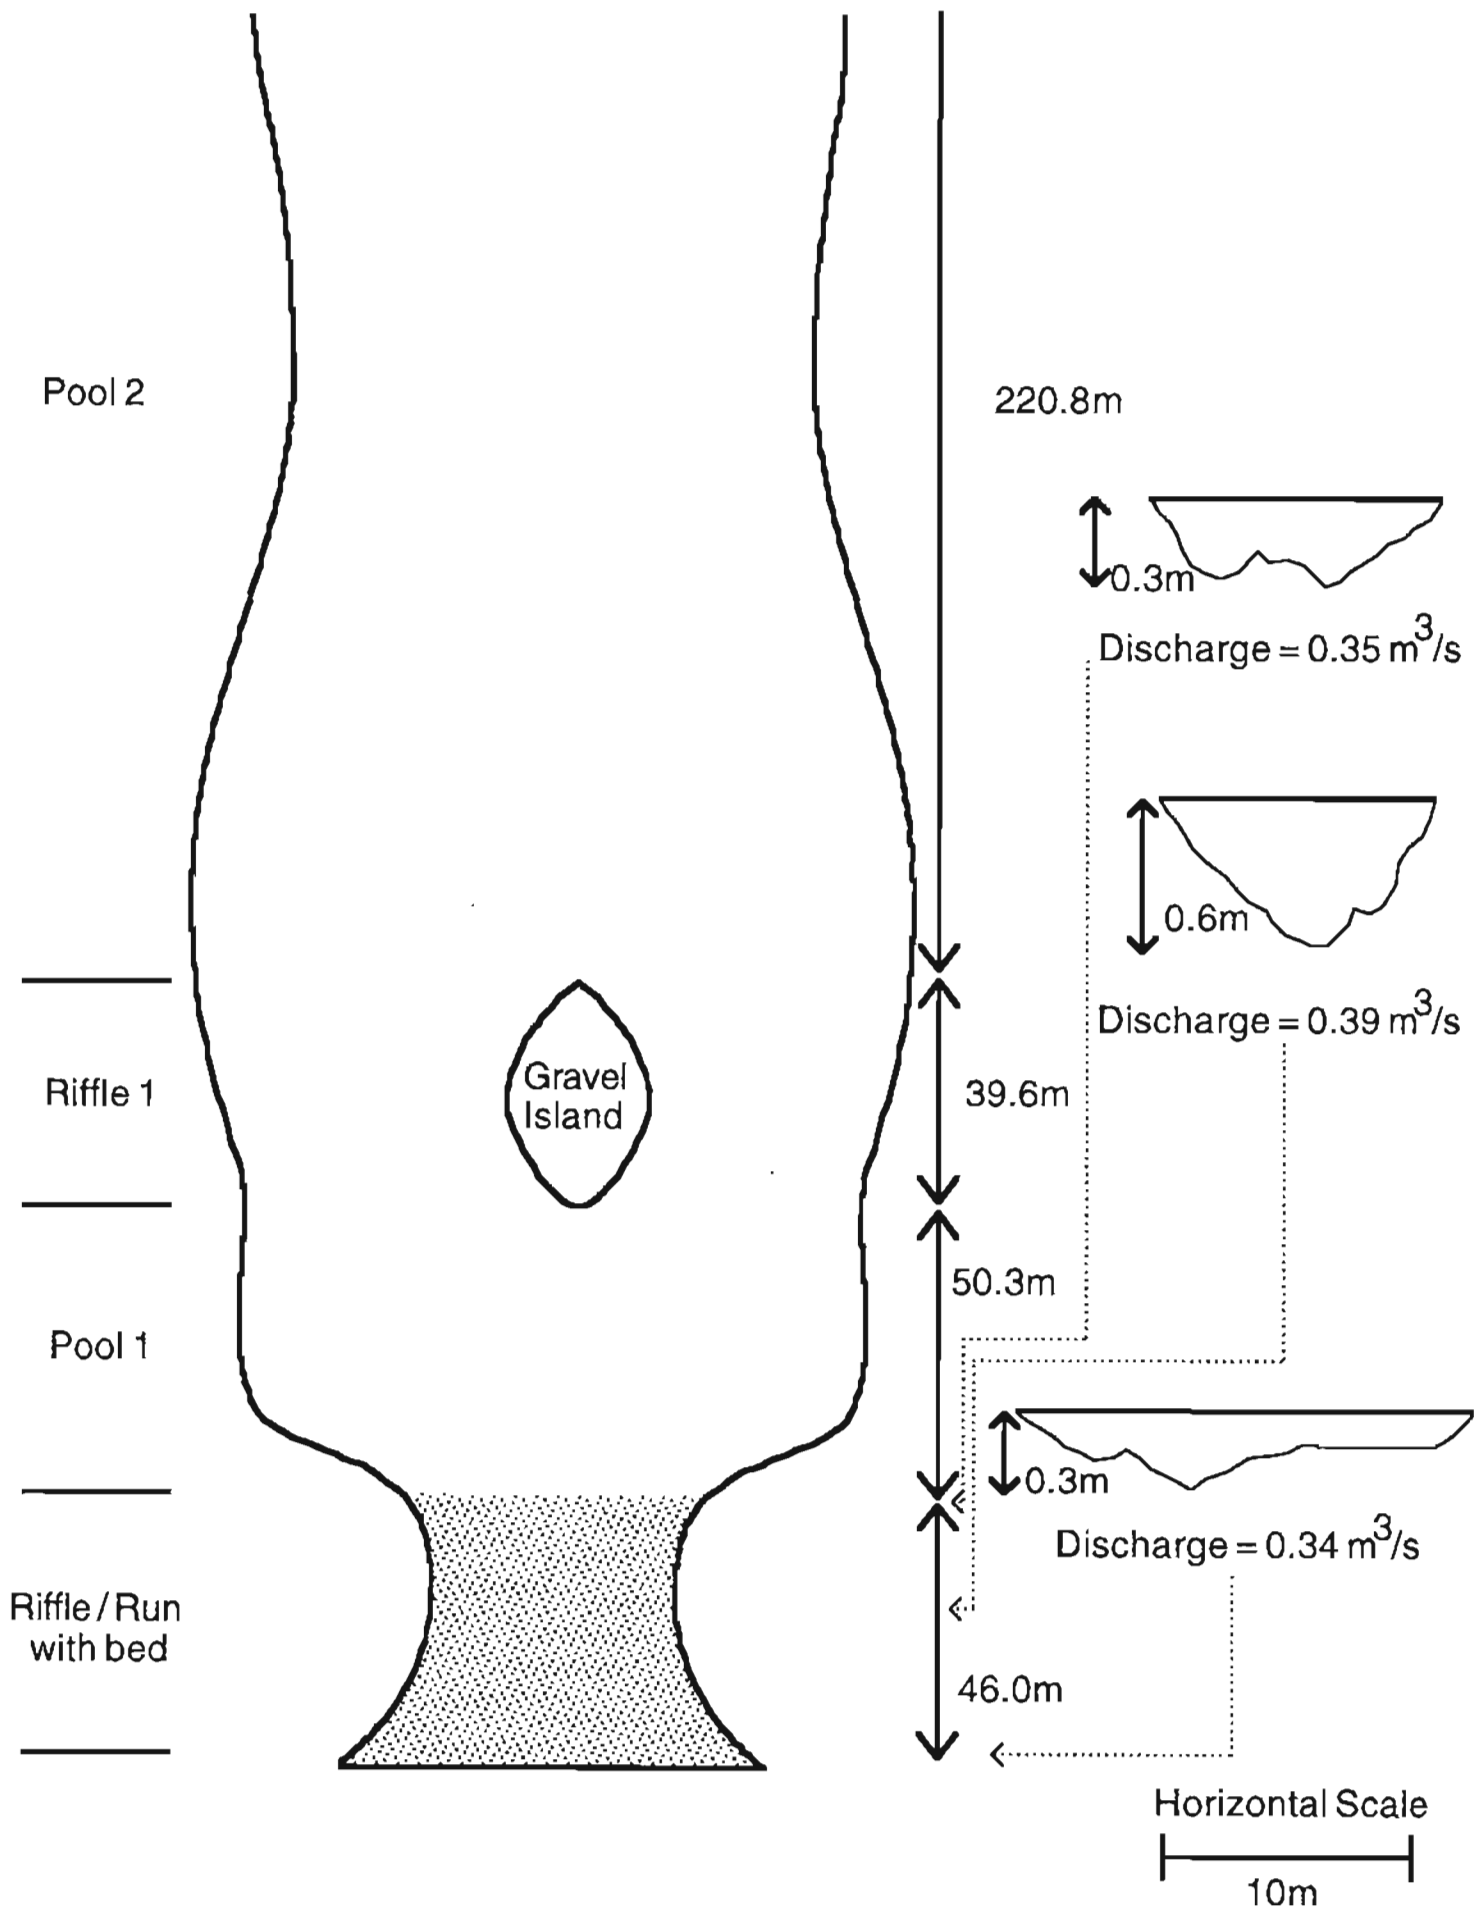 Pool 2
220.8m
0.3m
Discharge = 0.35 m³/s
0.6m
Discharge = 0.39 m³/s
Riffle 1
Gravel
Island
39.6m
50.3m
Pool 1
0.3m
Discharge = 0.34 m³/s
Riffle / Run
with bed
46.0m
Horizontal Scale
10m